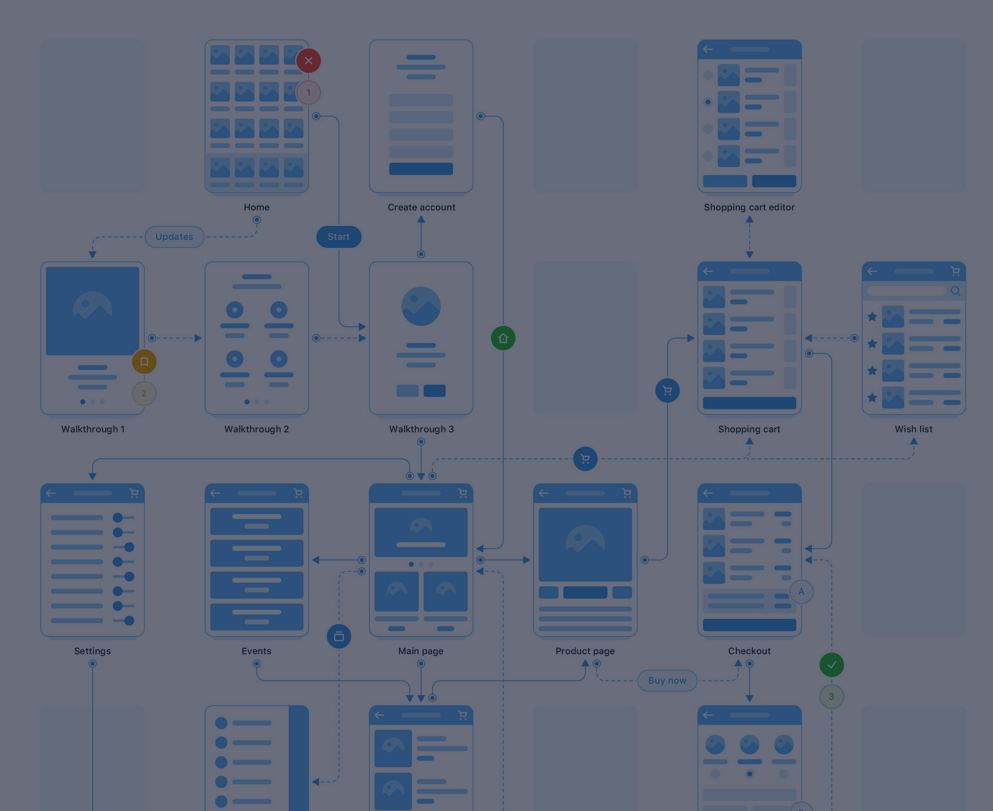 1
Home
Create account
Shopping cart editor
Updates
Start
2
Walkthrough 1
Walkthrough 2
Walkthrough 3
Shopping cart
Wish list
A
Settings
Events
Main page
Product page
Checkout
Buy now
3